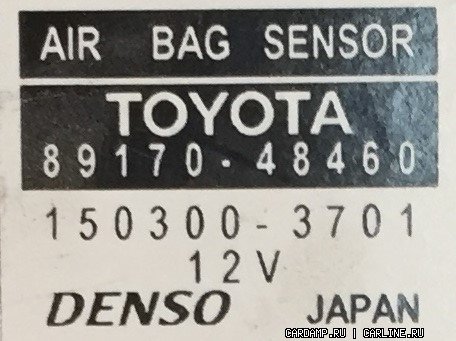 AIR BAG SENSOR
TOYOTA
89170-48460
150300-3701
12V
DENSO JAPAN
CARDAMP.RU | CARLINE.RU